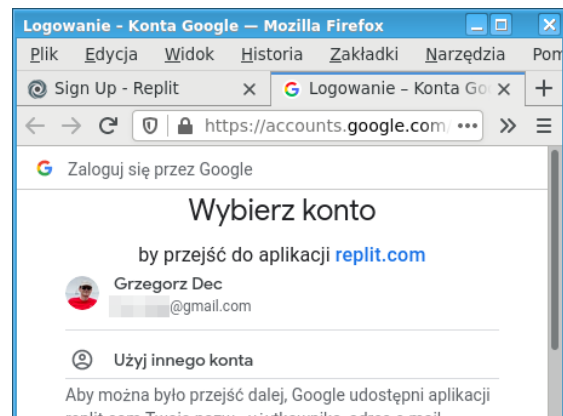 Logowanie – Konta Google — Mozilla Firefox
Plik Edycja Widok Historia Zakładki Narzędzia Pom
Sign Up - Replit Logowanie – Konta Go
https://accounts.google.com/
Zaloguj się przez Google
Wybierz konto
by przejść do aplikacji replit.com
Grzegorz Dec
@gmail.com
Użyj innego konta
Aby można było przejść dalej, Google udostępni aplikacji